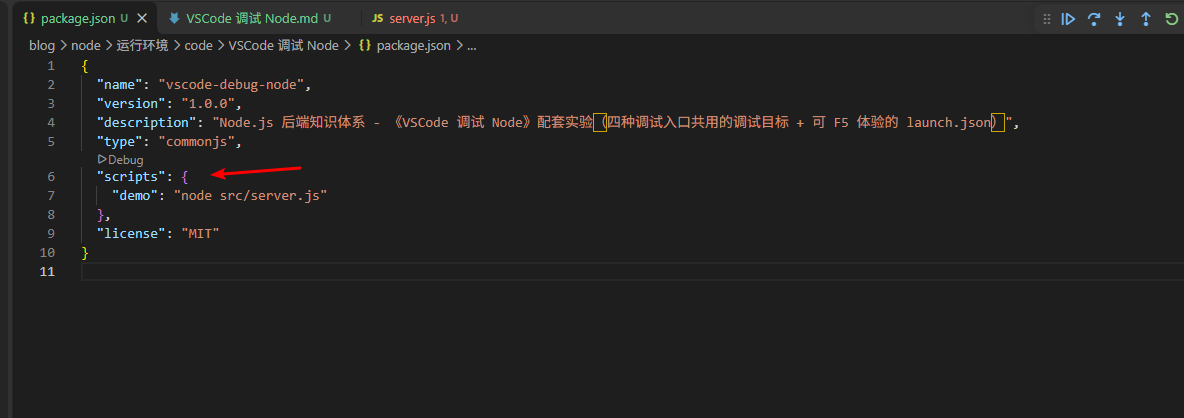 {} package.json U × VSCode 调试 Node.md U JS server.js 1, U
blog > node > 运行环境 > code > VSCode 调试 Node > {} package.json > ...
1 {
2 "name": "vscode-debug-node",
3 "version": "1.0.0",
4 "description": "Node.js 后端知识体系 - 《VSCode 调试 Node》配套实验（四种调试入口共用的调试目标 + 可 F5 体验的 launch.json）",
5 "type": "commonjs",
Debug
6 "scripts": {
7 "demo": "node src/server.js"
8 },
9 "license": "MIT"
10 }
11